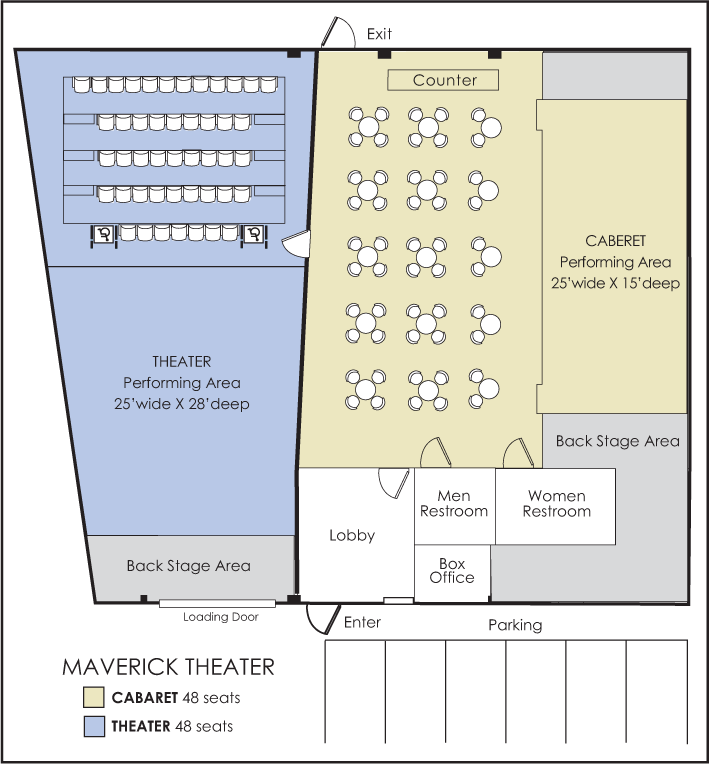 Exit
Counter
CABERET
Performing Area
25'wide X 15'deep
THEATER
Performing Area
25'wide X 28'deep
Back Stage Area
Men
Restroom
Women
Restroom
Lobby
Box
Office
Back Stage Area
Loading Door
Enter
Parking
MAVERICK THEATER
CABARET 48 seats
THEATER 48 seats